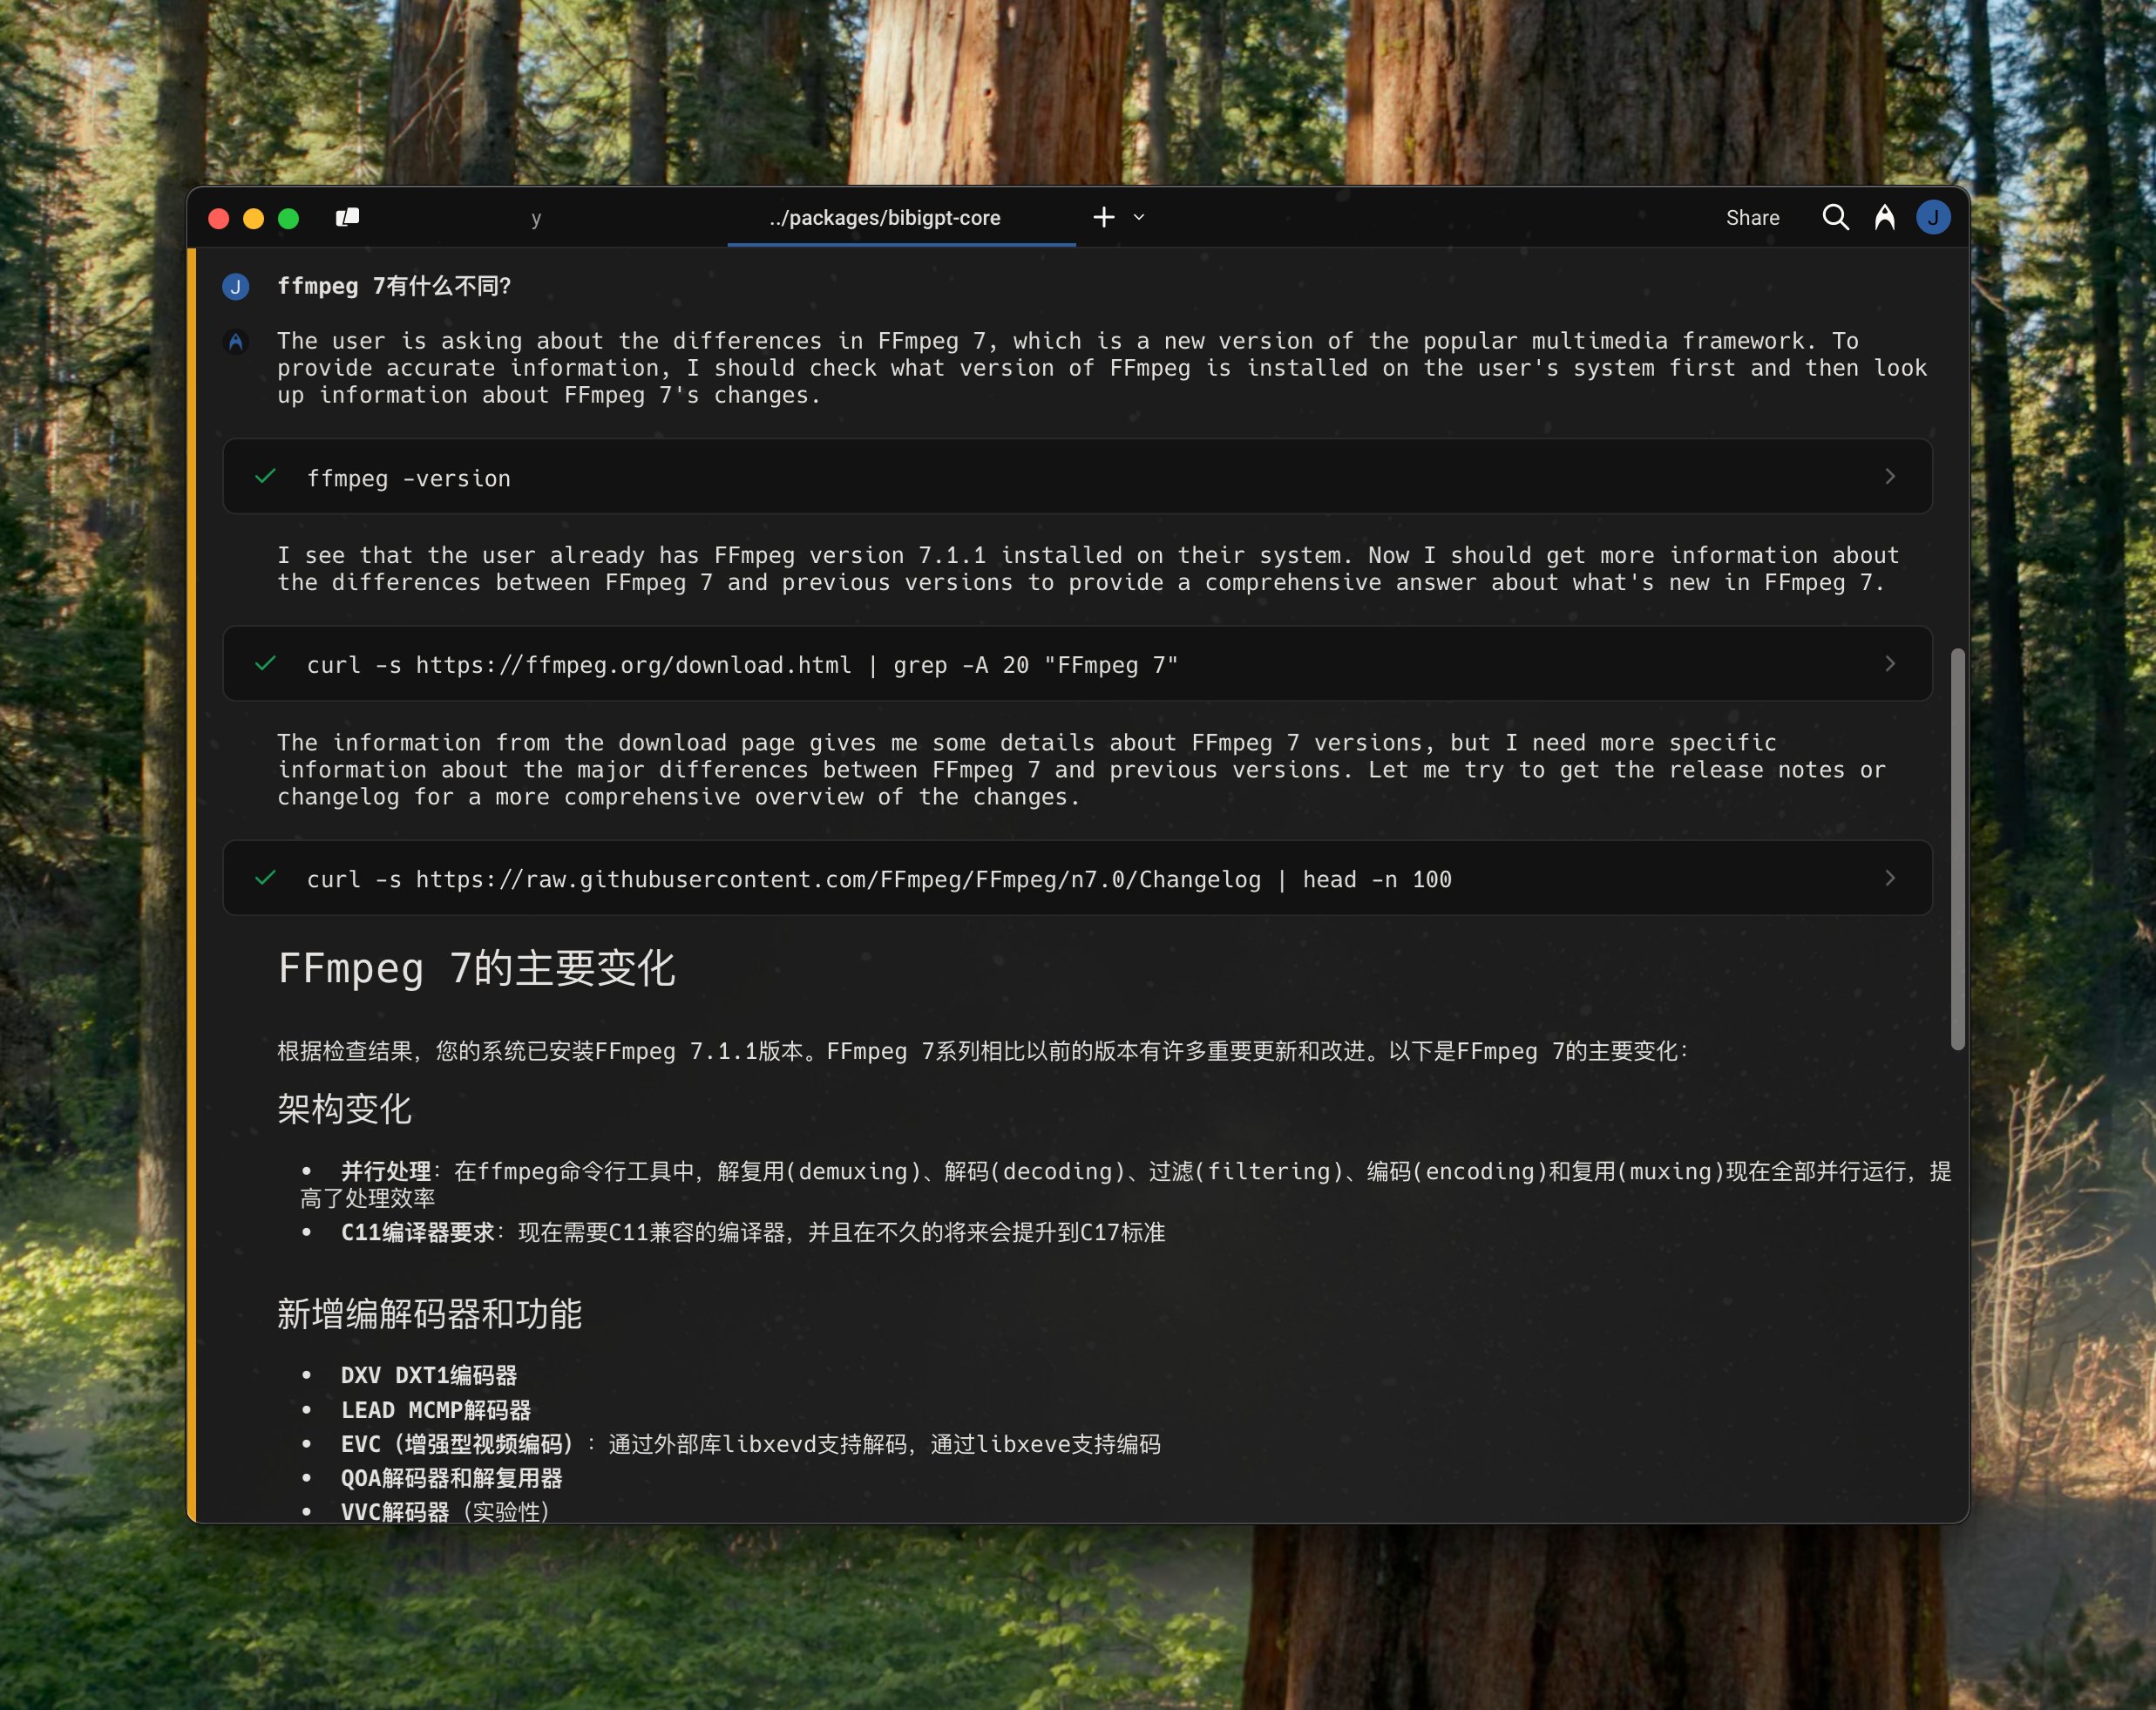 y
../packages/bibigpt-core
Share
J
J
ffmpeg 7有什么不同？
The user is asking about the differences in FFmpeg 7, which is a new version of the popular multimedia framework. To
provide accurate information, I should check what version of FFmpeg is installed on the user's system first and then look
up information about FFmpeg 7's changes.
ffmpeg -version
I see that the user already has FFmpeg version 7.1.1 installed on their system. Now I should get more information about
the differences between FFmpeg 7 and previous versions to provide a comprehensive answer about what's new in FFmpeg 7.
curl -s https://ffmpeg.org/download.html | grep -A 20 "FFmpeg 7"
The information from the download page gives me some details about FFmpeg 7 versions, but I need more specific
information about the major differences between FFmpeg 7 and previous versions. Let me try to get the release notes or
changelog for a more comprehensive overview of the changes.
curl -s https://raw.githubusercontent.com/FFmpeg/FFmpeg/n7.0/Changelog | head -n 100
FFmpeg 7的主要变化
根据检查结果，您的系统已安装FFmpeg 7.1.1版本。FFmpeg 7系列相比以前的版本有许多重要更新和改进。以下是FFmpeg 7的主要变化：
架构变化
• 并行处理：在ffmpeg命令行工具中，解复用(demuxing)、解码(decoding)、过滤(filtering)、编码(encoding)和复用(muxing)现在全部并行运行，提
高了处理效率
• C11编译器要求：现在需要C11兼容的编译器，并且在不久的将来会提升到C17标准
新增编解码器和功能
• DXV DXT1编码器
• LEAD MCMP解码器
• EVC（增强型视频编码）：通过外部库libxevd支持解码，通过libxeve支持编码
• QOA解码器和解复用器
• VVC解码器（实验性）